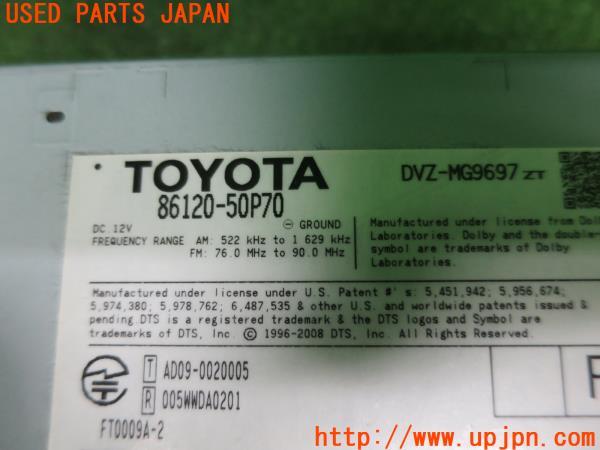 USED PARTS JAPAN
TOYOTA
DVZ-MG9697 ZT
86120-50P70
DC. 12V
⊖ GROUND
FREQUENCY RANGE AM: 522 kHz to 1 629 kHz
FM: 76.0 MHz to 90.0 MHz
Manufactured under license from Dol
Laboratories. Dolby and the double-
symbol are trademarks of Dolby
Laboratories.
Manufactured under license under U.S. Patent #' s: 5,451,942; 5,956,674;
5,974,380; 5,978,762; 6,487,535 & other U.S. and worldwide patents issued &
pending. DTS is a registered trademark & the DTS logos and Symbol are
trademarks of DTS, Inc. © 1996-2008 DTS, Inc. All Rights Reserved.
T AD09-0020005
R 005WWDA0201
FT0009A-2
UPJ
http://www.upjpn.com/